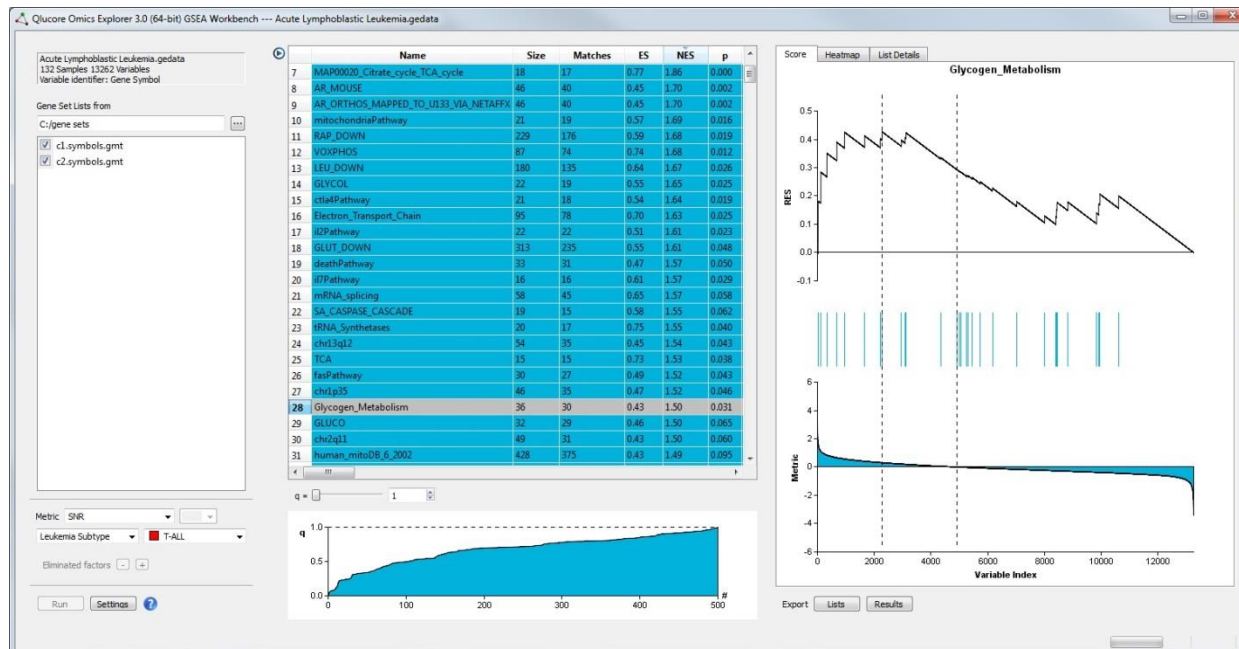 Qlucore Omics Explorer 3.0 (64-bit) GSEA Workbench --- Acute Lymphoblastic Leukemia.gedata
Acute Lymphoblastic Leukemia.gedata
132 Samples 13262 Variables
Variable identifier: Gene Symbol
Gene Set Lists from
C:/gene sets
...
c1.symbols.gmt
c2.symbols.gmt
Metric SNR
Leukemia Subtype T-ALL
Eliminated factors - +
Run Settings ?
Name Size Matches ES NES p
7 MAP00020_Citrate_cycle_TCA_cycle 18 17 0.77 1.86 0.000
8 AR_MOUSE 46 40 0.45 1.70 0.002
9 AR_ORTHOS_MAPPED_TO_U133_VIA_NETAFFX 46 40 0.45 1.70 0.002
10 mitochondriaPathway 21 19 0.57 1.69 0.016
11 RAP_DOWN 229 176 0.59 1.68 0.019
12 VOXPHOS 87 74 0.74 1.68 0.012
13 LEU_DOWN 180 135 0.64 1.67 0.026
14 GLYCOL 22 19 0.55 1.65 0.025
15 ctla4Pathway 21 18 0.54 1.64 0.019
16 Electron_Transport_Chain 95 78 0.70 1.63 0.025
17 il2Pathway 22 22 0.51 1.61 0.023
18 GLUT_DOWN 313 235 0.55 1.61 0.048
19 deathPathway 33 31 0.47 1.57 0.050
20 il7Pathway 16 16 0.61 1.57 0.029
21 mRNA_splicing 58 45 0.65 1.57 0.058
22 SA_CASPASE_CASCADE 19 15 0.58 1.55 0.062
23 tRNA_Synthetases 20 17 0.75 1.55 0.040
24 chr13q12 54 35 0.45 1.54 0.043
25 TCA 15 15 0.73 1.53 0.038
26 fasPathway 30 27 0.49 1.52 0.043
27 chr1p35 46 35 0.47 1.52 0.046
28 Glycogen_Metabolism 36 30 0.43 1.50 0.031
29 GLUCO 32 29 0.46 1.50 0.065
30 chr2q11 49 31 0.43 1.50 0.060
31 human_mitoDB_6_2002 428 375 0.43 1.49 0.095
q = 1
q
1.0
0.5
0.0
0 100 200 300 400 500 #
Score Heatmap List Details
Glycogen_Metabolism
RES
0.5
0.4
0.3
0.2
0.1
0.0
-0.1
Metric
6
4
2
0
-2
-4
-6
0 2000 4000 6000 8000 10000 12000
Variable Index
Export Lists Results